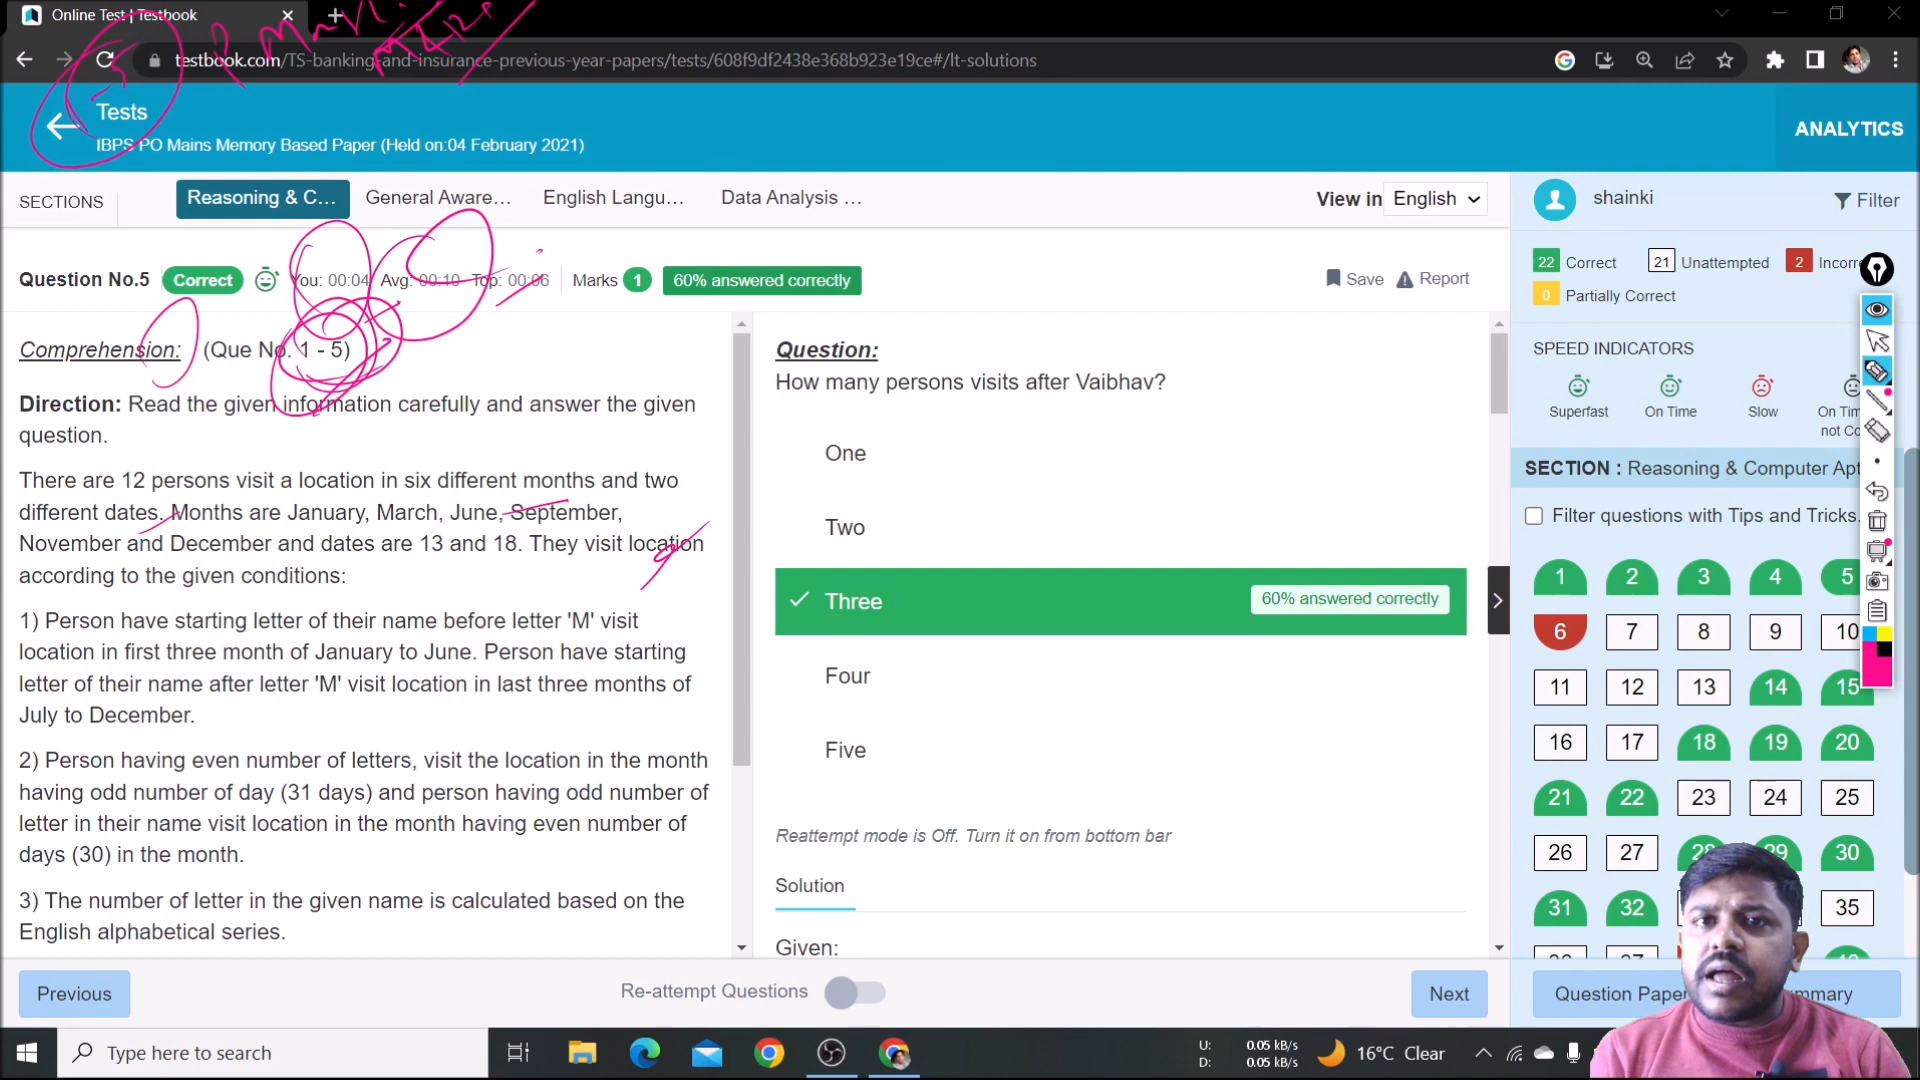 Online Test | Testbook
testbook.com/TS-banking-and-insurance-previous-year-papers/tests/608f9df2438e368b923e19ce#/lt-solutions
Tests
IBPS PO Mains Memory Based Paper (Held on:04 February 2021)
ANALYTICS
SECTIONS
Reasoning & C...
General Aware...
English Langu...
Data Analysis ...
View in English
shainki
Filter
Question No.5 Correct You: 00:04 Avg: 00:10 Top: 00:06 Marks 1 60% answered correctly
Save Report
22 Correct 21 Unattempted 2 Incorre
0 Partially Correct
SPEED INDICATORS
Superfast On Time Slow On Tim
not Co
Comprehension: (Que No. 1 - 5)
Direction: Read the given information carefully and answer the given
question.
There are 12 persons visit a location in six different months and two
different dates. Months are January, March, June, September,
November and December and dates are 13 and 18. They visit location
according to the given conditions:
1) Person have starting letter of their name before letter 'M' visit
location in first three month of January to June. Person have starting
letter of their name after letter 'M' visit location in last three months of
July to December.
2) Person having even number of letters, visit the location in the month
having odd number of day (31 days) and person having odd number of
letter in their name visit location in the month having even number of
days (30) in the month.
3) The number of letter in the given name is calculated based on the
English alphabetical series.
Question:
How many persons visits after Vaibhav?
One
Two
Three 60% answered correctly
Four
Five
Reattempt mode is Off. Turn it on from bottom bar
Solution
Given:
SECTION : Reasoning & Computer Apt
Filter questions with Tips and Tricks.
1 2 3 4 5
6 7 8 9 10
11 12 13 14 15
16 17 18 19 20
21 22 23 24 25
26 27 28 29 30
31 32 35
Previous
Re-attempt Questions
Next
Question Pape mmary
Type here to search
U: 0.05 kB/s
D: 0.05 kB/s
16°C Clear